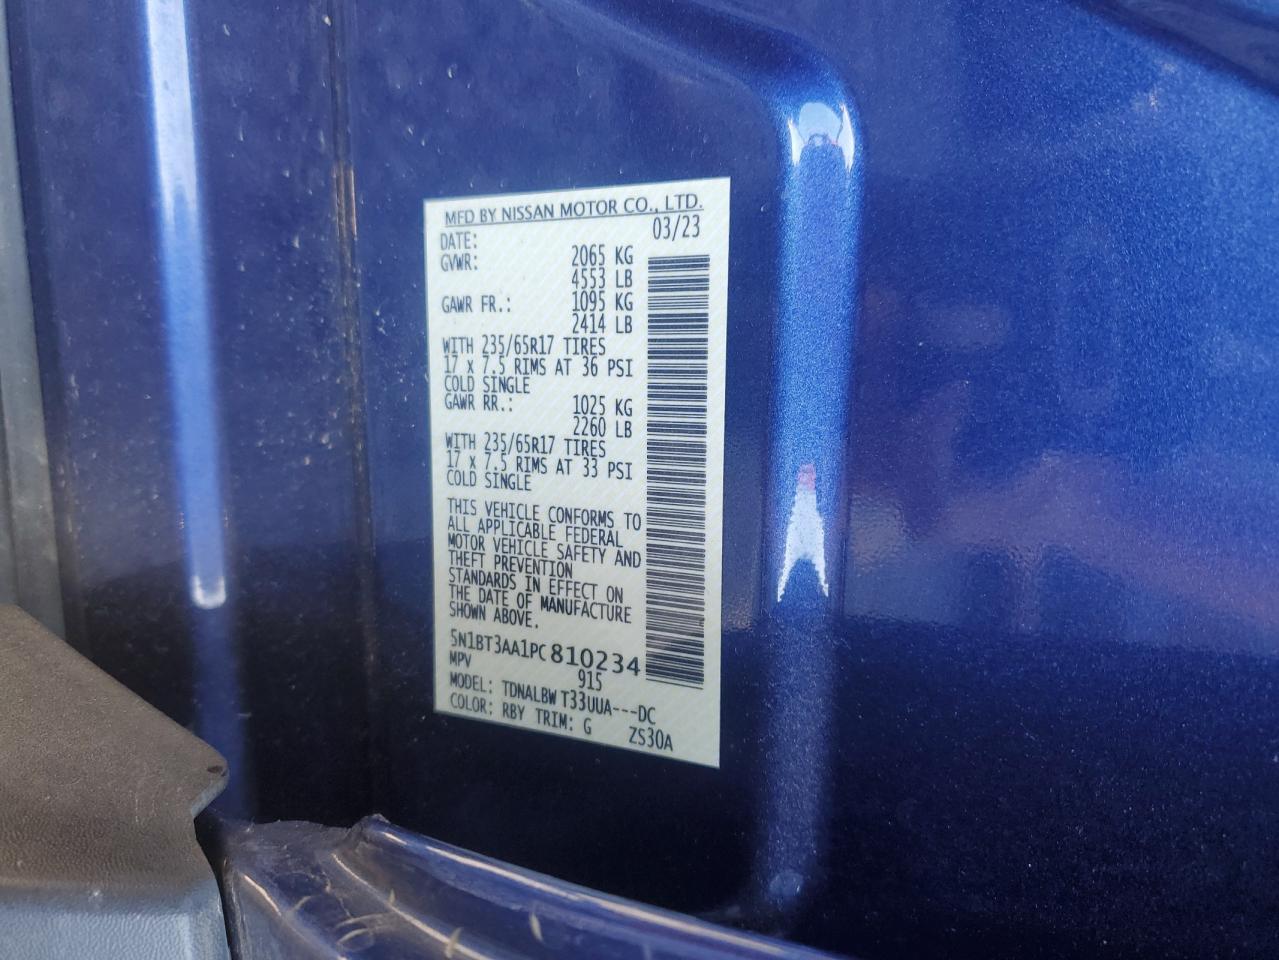 MFD BY NISSAN MOTOR CO., LTD.
DATE: 03/23
GVWR: 2065 KG
4553 LB
GAWR FR.: 1095 KG
2414 LB
WITH 235/65R17 TIRES
17 X 7.5 RIMS AT 36 PSI
COLD SINGLE
GAWR RR.: 1025 KG
2260 LB
WITH 235/65R17 TIRES
17 X 7.5 RIMS AT 33 PSI
COLD SINGLE
THIS VEHICLE CONFORMS TO
ALL APPLICABLE FEDERAL
MOTOR VEHICLE SAFETY AND
THEFT PREVENTION
STANDARDS IN EFFECT ON
THE DATE OF MANUFACTURE
SHOWN ABOVE.
5N1BT3AA1PC810234
MPV 915
MODEL: TDNALBW T33UUA---DC
COLOR: RBY TRIM: G ZS30A